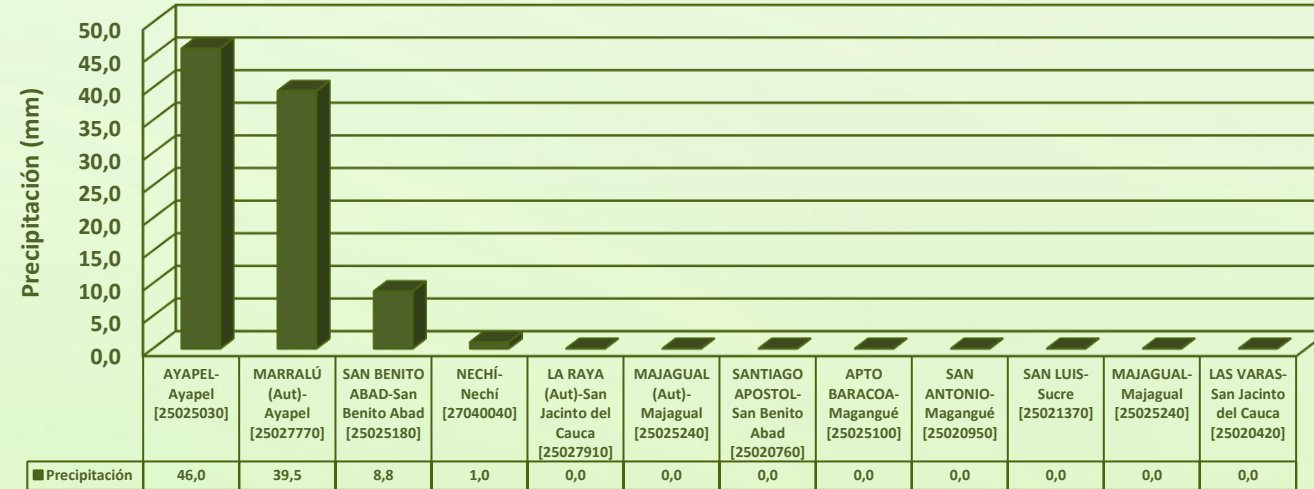 Precipitación (mm)
50,0
45,0
40,0
35,0
30,0
25,0
20,0
15,0
10,0
5,0
0,0
AYAPEL-
Ayapel
[25025030]
MARRALÚ
(Aut)-
Ayapel
[25027770]
SAN BENITO
ABAD-San
Benito Abad
[25025180]
NECHÍ-
Nechí
[27040040]
LA RAYA
(Aut)-San
Jacinto del
Cauca
[25027910]
MAJAGUAL
(Aut)-
Majagual
[25025240]
SANTIAGO
APOSTOL-
San Benito
Abad
[25020760]
APTO
BARACOA-
Magangué
[25025100]
SAN
ANTONIO-
Magangué
[25020950]
SAN LUIS-
Sucre
[25021370]
MAJAGUAL-
Majagual
[25025240]
LAS VARAS-
San Jacinto
del Cauca
[25020420]
Precipitación 46,0 39,5 8,8 1,0 0,0 0,0 0,0 0,0 0,0 0,0 0,0 0,0